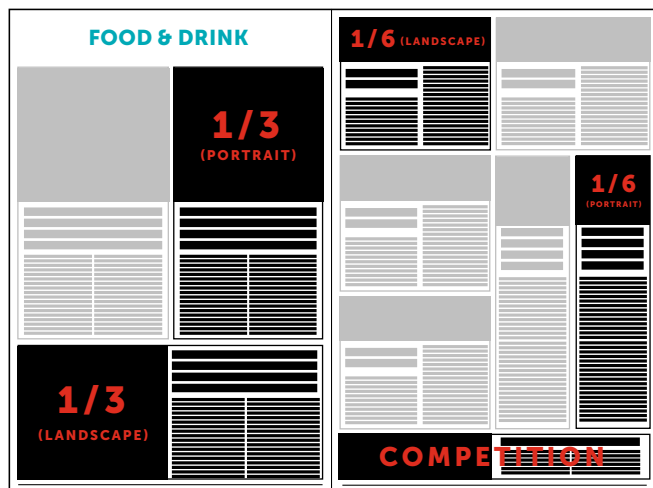 FOOD & DRINK
1/3
(PORTRAIT)
1/3
(LANDSCAPE)
1/6 (LANDSCAPE)
1/6
(PORTRAIT)
COMPETITION